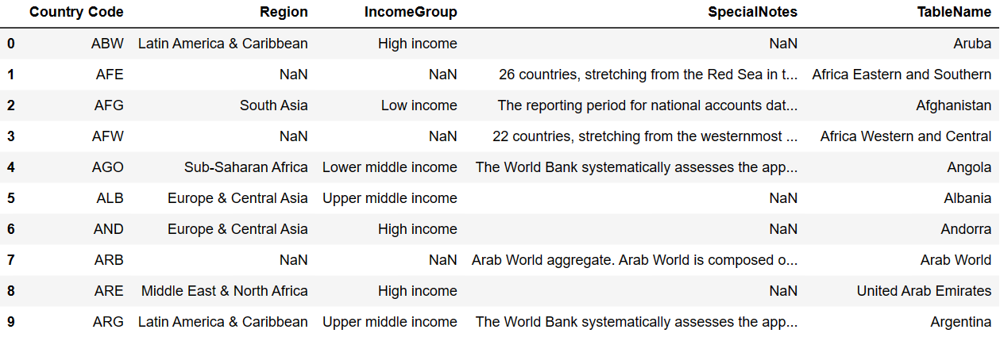 Country Code Region IncomeGroup SpecialNotes TableName
0 ABW Latin America & Caribbean High income NaN Aruba
1 AFE NaN NaN 26 countries, stretching from the Red Sea in t... Africa Eastern and Southern
2 AFG South Asia Low income The reporting period for national accounts dat... Afghanistan
3 AFW NaN NaN 22 countries, stretching from the westernmost ... Africa Western and Central
4 AGO Sub-Saharan Africa Lower middle income The World Bank systematically assesses the app... Angola
5 ALB Europe & Central Asia Upper middle income NaN Albania
6 AND Europe & Central Asia High income NaN Andorra
7 ARB NaN NaN Arab World aggregate. Arab World is composed o... Arab World
8 ARE Middle East & North Africa High income NaN United Arab Emirates
9 ARG Latin America & Caribbean Upper middle income The World Bank systematically assesses the app... Argentina